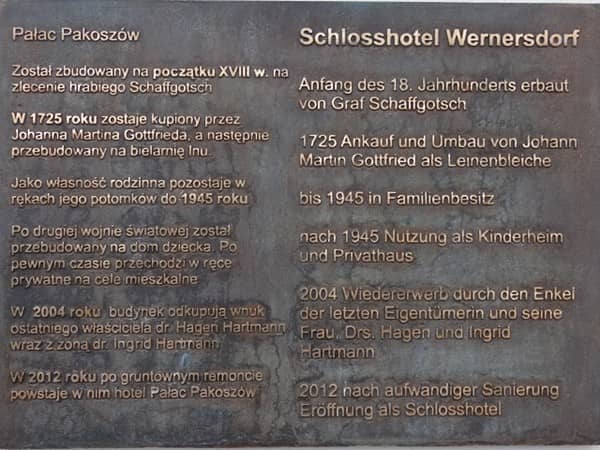 Pałac Pakoszów
Został zbudowany na początku XVIII w. na
zlecenie hrabiego Schaffgotsch
W 1725 roku zostaje kupiony przez
Johanna Martina Gottfrieda, a następnie
przebudowany na bielarnię lnu.
Jako własność rodzinna pozostaje w
rękach jego potomków do 1945 roku
Po drugiej wojnie światowej został
przebudowany na dom dziecka. Po
pewnym czasie przechodzi w ręce
prywatne na cele mieszkalne
W 2004 roku budynek odkupują wnuk
ostatniego właściciela dr. Hagen Hartmann
wraz z żoną dr. Ingrid Hartmann
W 2012 roku po gruntownym remoncie
powstaje w nim hotel Pałac Pakoszów
Schlosshotel Wernersdorf
Anfang des 18. Jahrhunderts erbaut
von Graf Schaffgotsch
1725 Ankauf und Umbau von Johann
Martin Gottfried als Leinenbleiche
bis 1945 in Familienbesitz
nach 1945 Nutzung als Kinderheim
und Privathaus
2004 Wiedererwerb durch den Enkel
der letzten Eigentümerin und seine
Frau, Drs. Hagen und Ingrid
Hartmann
2012 nach aufwandiger Sanierung
Eröffnung als Schlosshotel